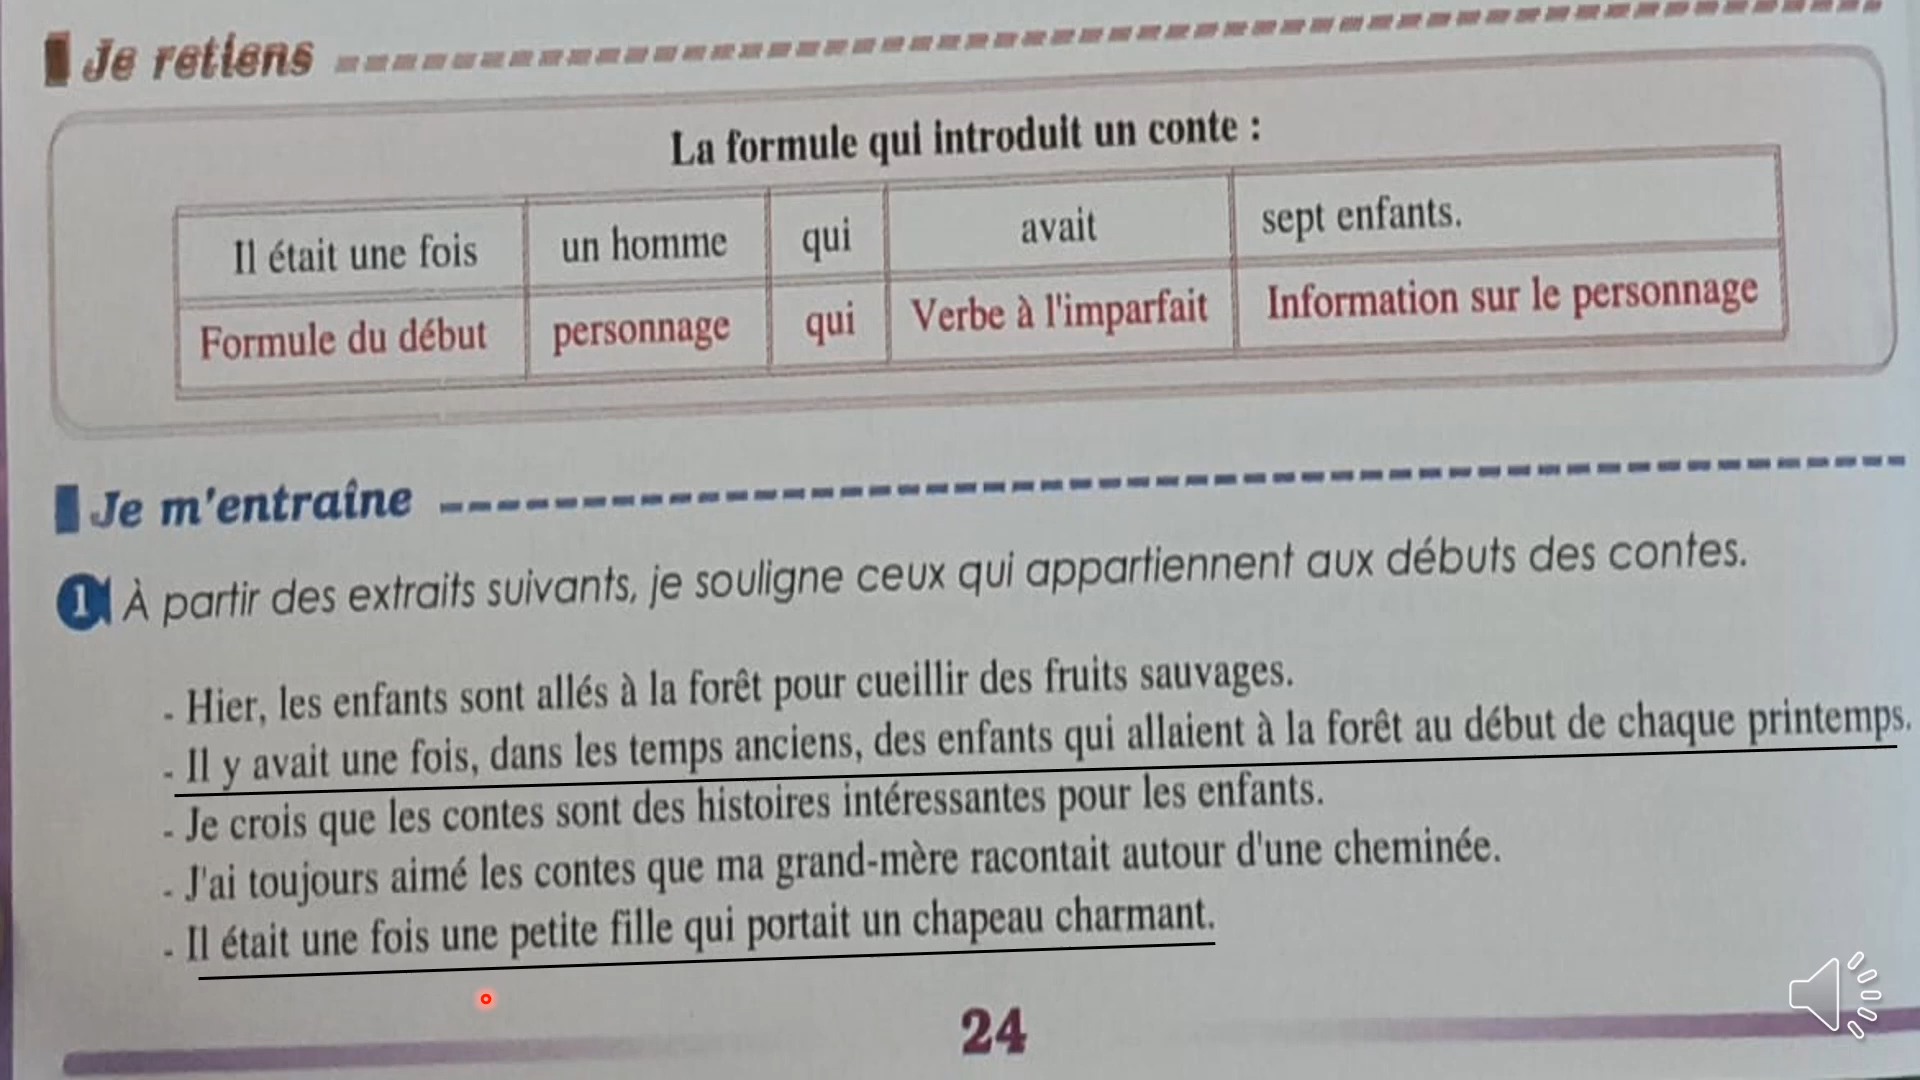 Je retiens
La formule qui introduit un conte :
Il était une fois un homme qui avait sept enfants.
Formule du début personnage qui Verbe à l'imparfait Information sur le personnage
Je m'entraîne
1 À partir des extraits suivants, je souligne ceux qui appartiennent aux débuts des contes.
- Hier, les enfants sont allés à la forêt pour cueillir des fruits sauvages.
- Il y avait une fois, dans les temps anciens, des enfants qui allaient à la forêt au début de chaque printemps.
- Je crois que les contes sont des histoires intéressantes pour les enfants.
- J'ai toujours aimé les contes que ma grand-mère racontait autour d'une cheminée.
- Il était une fois une petite fille qui portait un chapeau charmant.
24